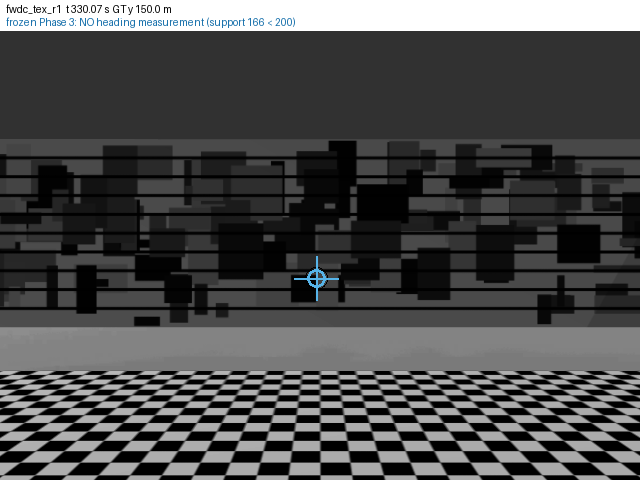 fwdc_tex_r1 t330.07 s GT y 150.0 m
frozen Phase 3: NO heading measurement (support 166 < 200)